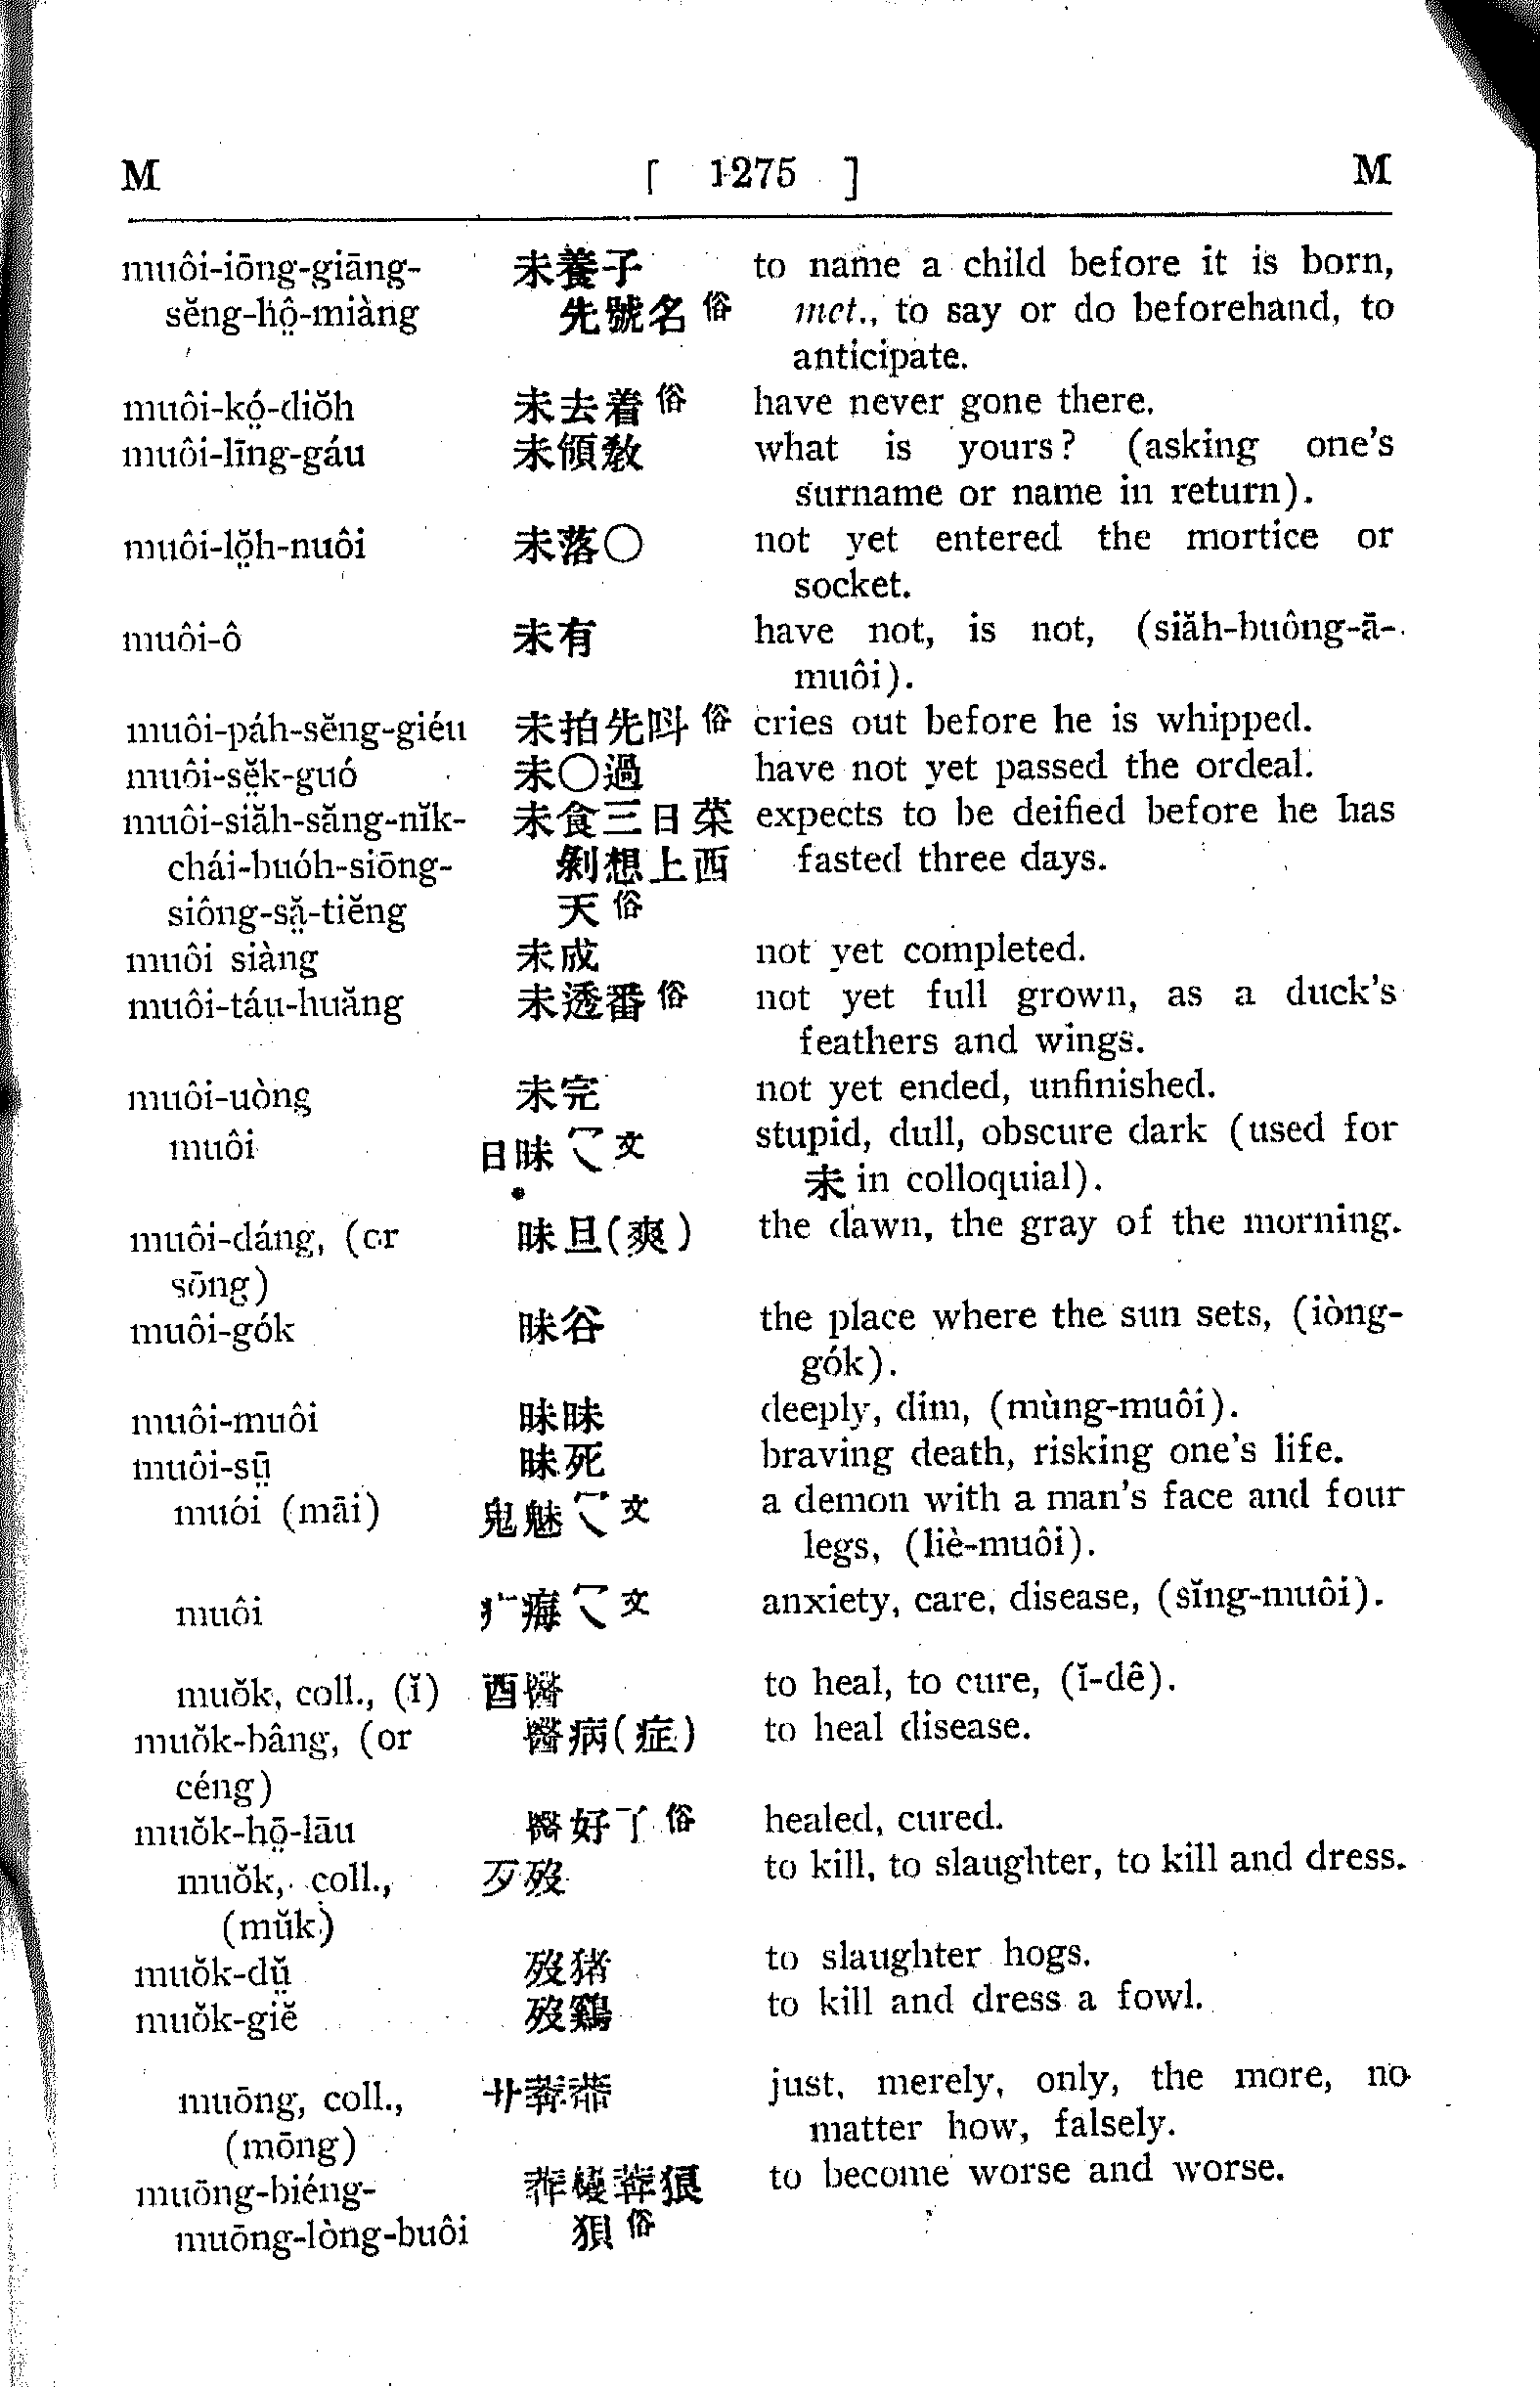 M [ 1275 ] M
muôi-iōng-giāng- 未養子 to name a child before it is born,
sĕng-hô̤-miàng 先號名俗 met., to say or do beforehand, to
anticipate.
muôi-kó̤-diŏh 未去着俗 have never gone there.
muôi-līng-gáu 未領敎 what is yours? (asking one's
surname or name in return).
muôi-lŏ̤h-nuôi 未落〇 not yet entered the mortice or
socket.
muôi-ô 未有 have not, is not, (siăh-buông-ā-
muôi).
muôi-páh-sĕng-giéu 未拍先呌俗 cries out before he is whipped.
muôi-sĕ̤k-guó 未〇過 have not yet passed the ordeal.
muôi-siăh-săng-nĭk- 未食三日菜 expects to be deified before he has
chái-buóh-siōng- 剝想上西 fasted three days.
siông-să̤-tiĕng 天俗
muôi siàng 未成 not yet completed.
muôi-táu-huăng 未透番俗 not yet full grown, as a duck's
feathers and wings.
muôi-uòng 未完 not yet ended, unfinished.
muôi 日昧 文 stupid, dull, obscure dark (used for
未 in colloquial).
muôi-dáng, (or 昧旦(爽) the dawn, the gray of the morning.
sōng)
muôi-gók 昧谷 the place where the sun sets, (iòng-
gók).
muôi-muôi 昧昧 deeply, dim, (mùng-muôi).
muôi-sṳ̄ 昧死 braving death, risking one's life.
muói (māi) 鬼魅 文 a demon with a man's face and four
legs, (liè-muôi).
muôi 痗 文 anxiety, care, disease, (sĭng-muôi).
muŏk, coll., (ĭ) 酉醫 to heal, to cure, (ĭ-dê).
muŏk-bâng, (or 醫病(症) to heal disease.
céng)
muŏk-hō̤-lāu 醫好了俗 healed, cured.
muŏk, coll., 歹歿 to kill, to slaughter, to kill and dress.
(mŭk)
muŏk-dṳ̆ 歿猪 to slaughter hogs.
muŏk-giĕ 歿鷄 to kill and dress a fowl.
muōng, coll., just, merely, only, the more, no
(mōng) matter how, falsely.
muōng-biéng- to become worse and worse.
muōng-lòng-buôi 狽俗